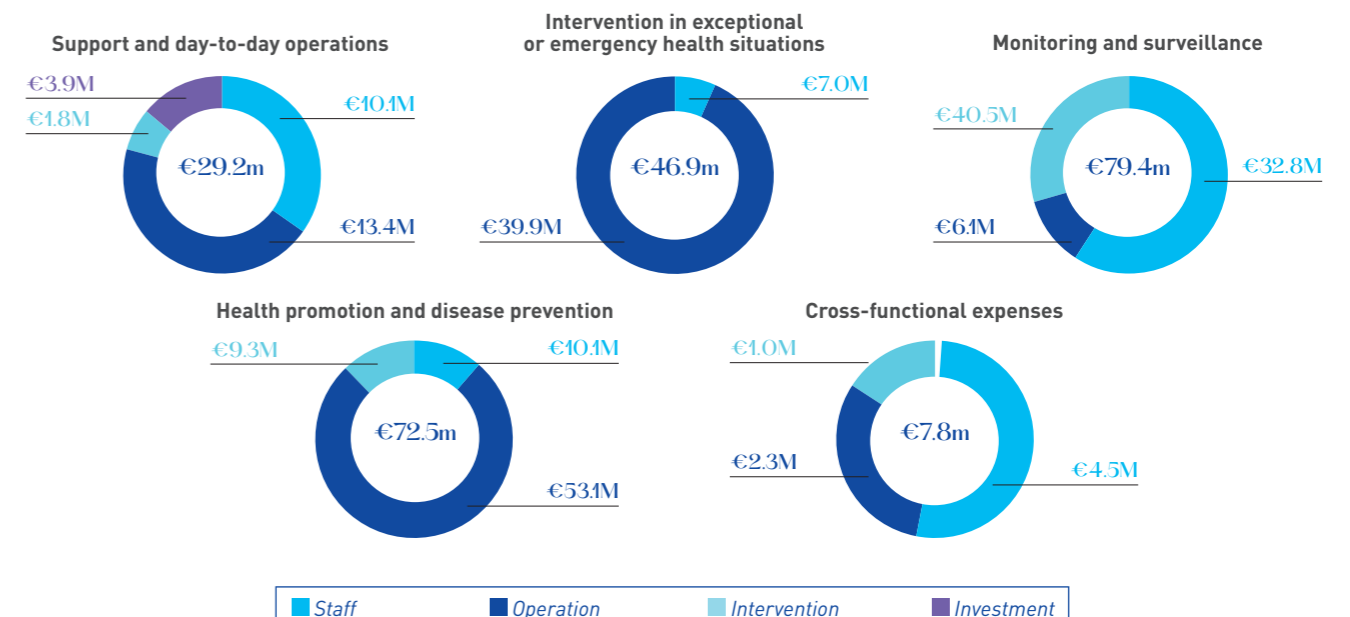 Support and day-to-day operations
€3.9M
€1.8M
€10.1M
€29.2m
€13.4M
Intervention in exceptional
or emergency health situations
€7.0M
€46.9m
€39.9M
Monitoring and surveillance
€40.5M
€79.4m
€32.8M
€6.1M
Health promotion and disease prevention
€9.3M
€10.1M
€72.5m
€53.1M
Cross-functional expenses
€1.0M
€7.8m
€2.3M
€4.5M
Staff
Operation
Intervention
Investment